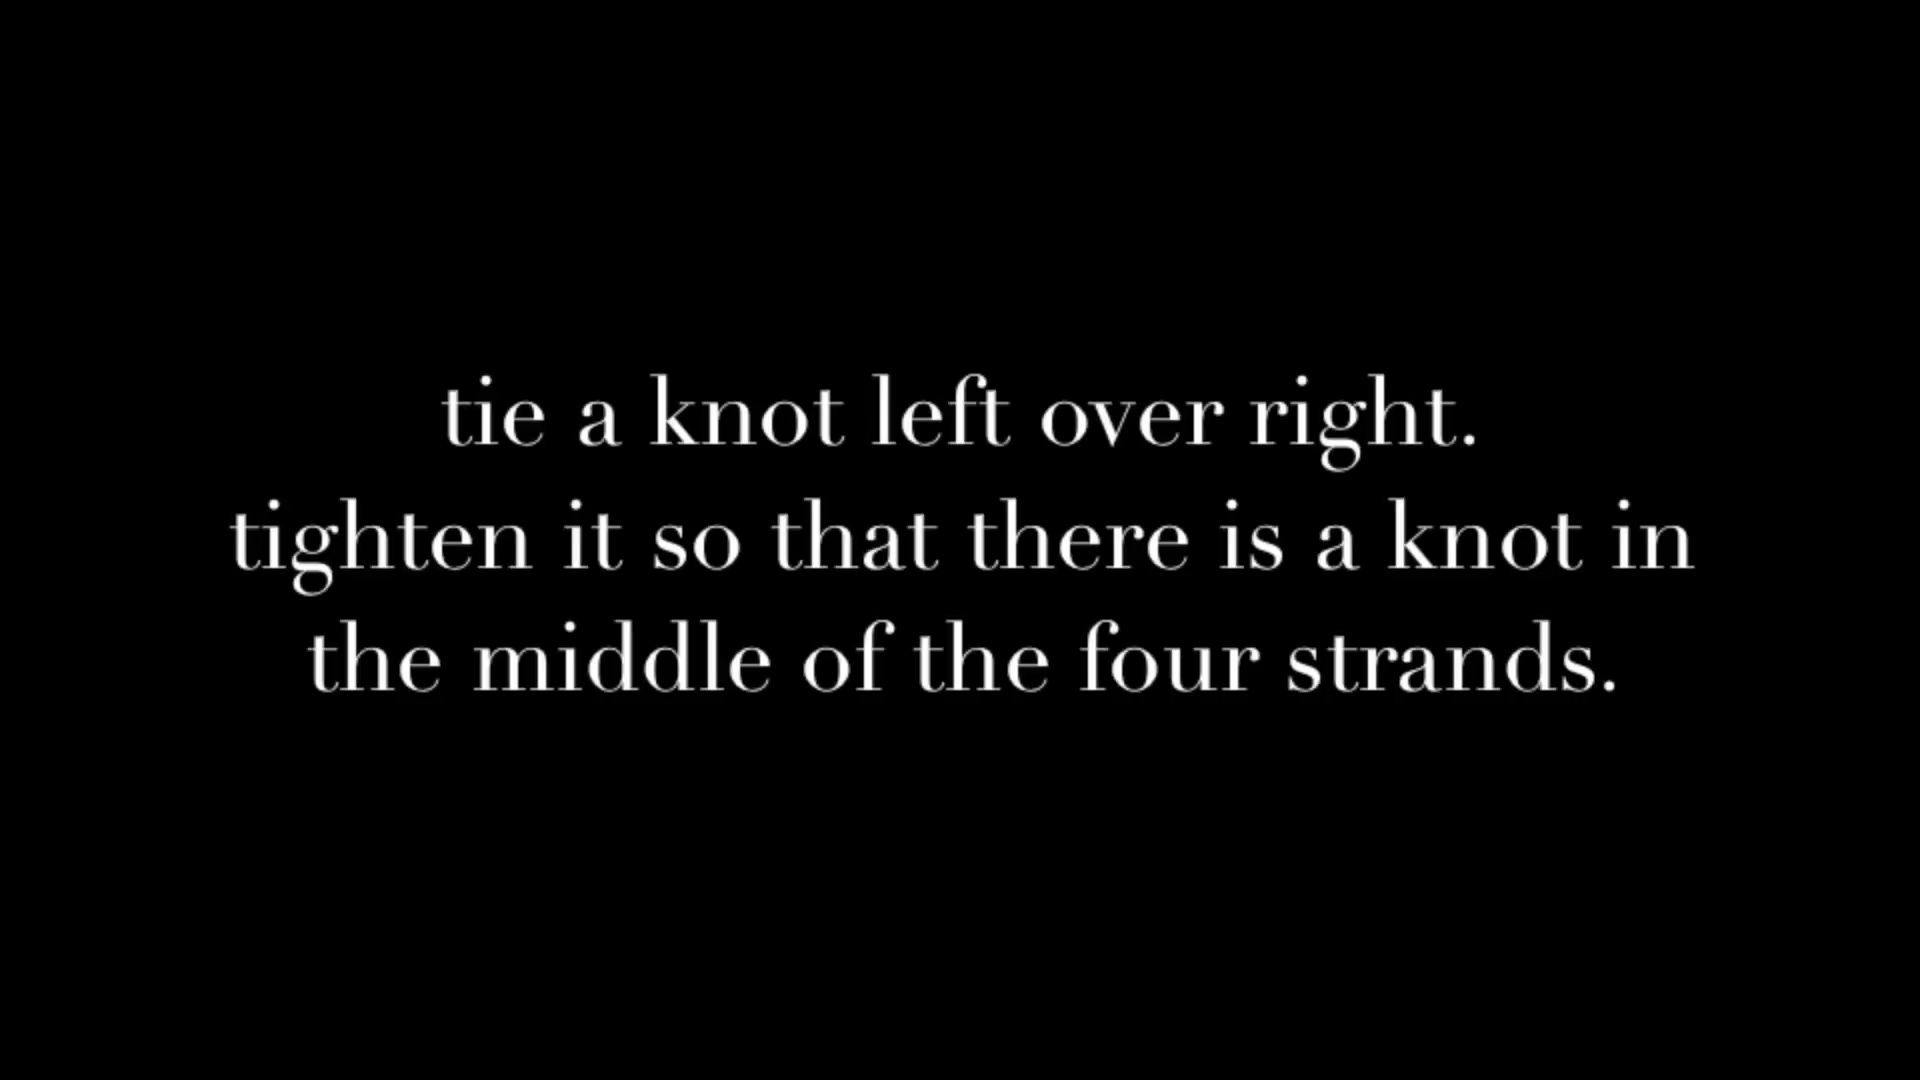 tie a knot left over right.
tighten it so that there is a knot in
the middle of the four strands.